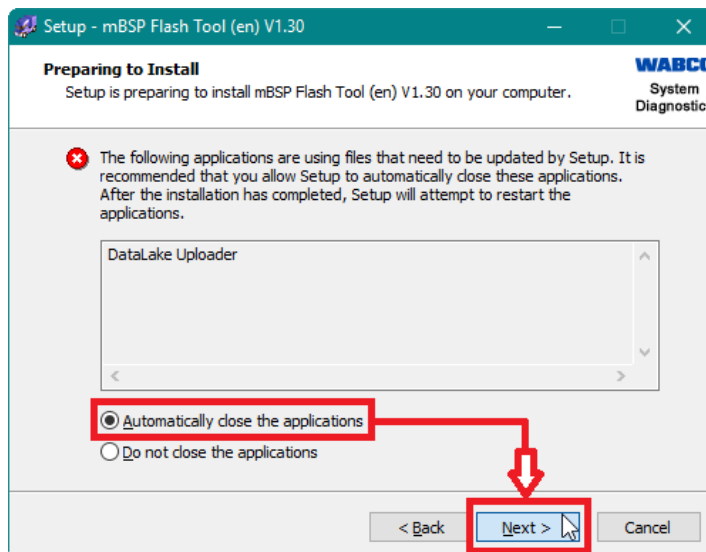 Setup - mBSP Flash Tool (en) V1.30
Preparing to Install
Setup is preparing to install mBSP Flash Tool (en) V1.30 on your computer.
WABCO
System
Diagnostic
The following applications are using files that need to be updated by Setup. It is
recommended that you allow Setup to automatically close these applications.
After the installation has completed, Setup will attempt to restart the
applications.
DataLake Uploader
Automatically close the applications
Do not close the applications
< Back
Next >
Cancel